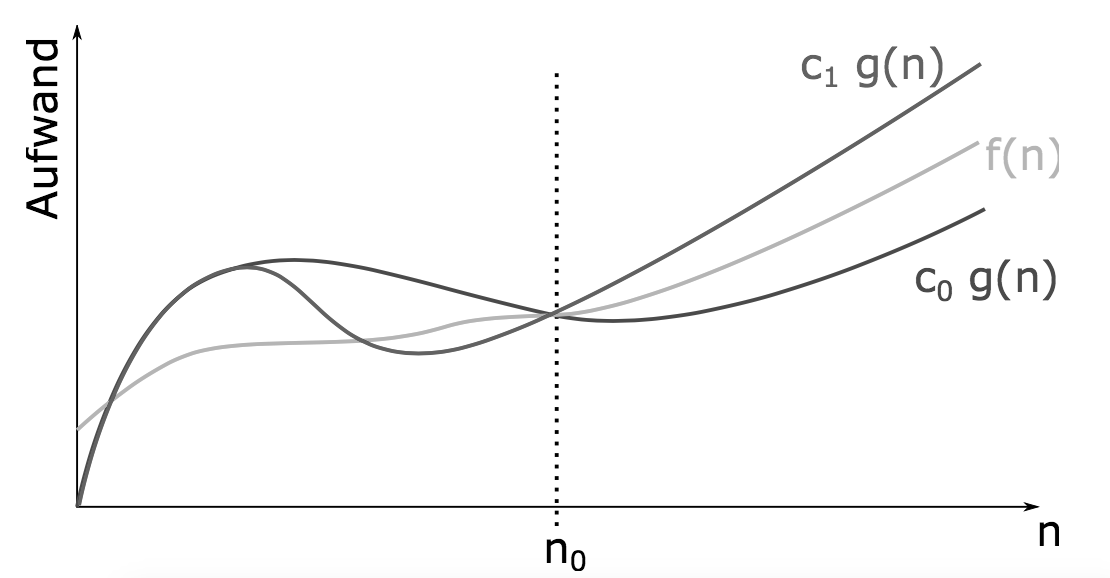 Aufwand
c₁ g(n)
f(n)
c₀ g(n)
n
n₀